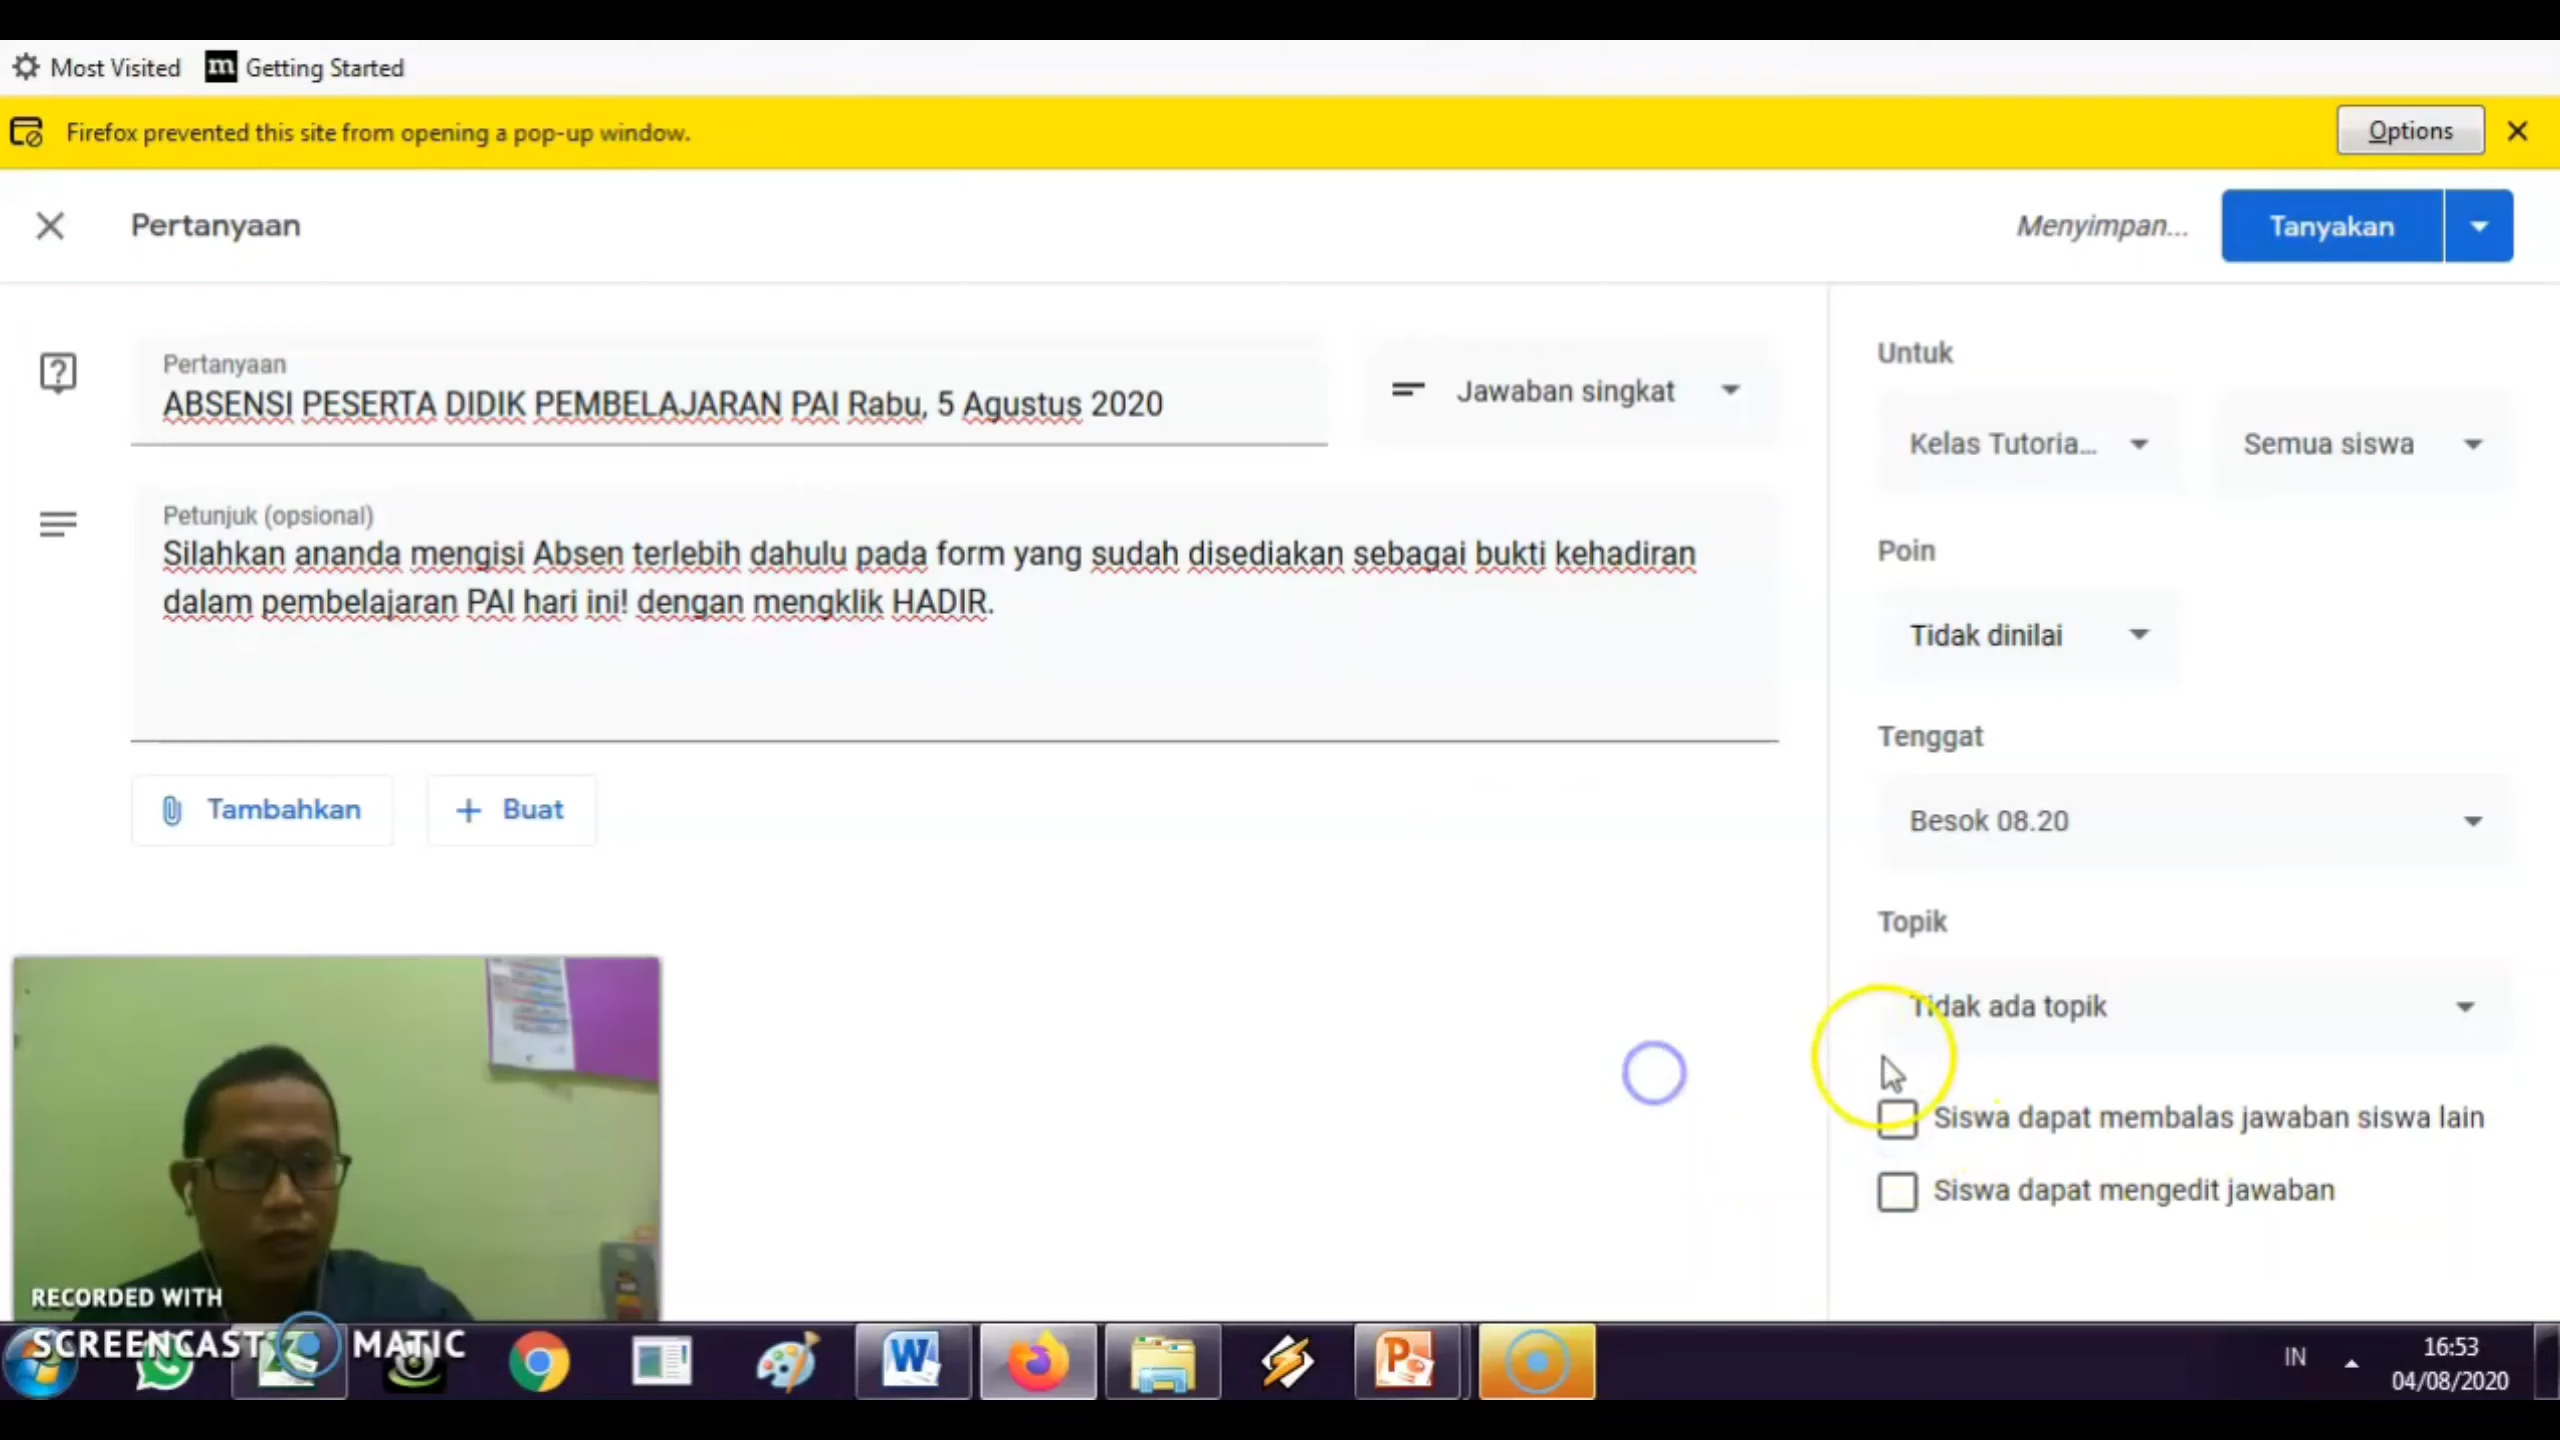 Most Visited
m Getting Started
Firefox prevented this site from opening a pop-up window.
Options
Pertanyaan
Menyimpan...
Tanyakan
Pertanyaan
ABSENSI PESERTA DIDIK PEMBELAJARAN PAI Rabu, 5 Agustus 2020
Jawaban singkat
Petunjuk (opsional)
Silahkan ananda mengisi Absen terlebih dahulu pada form yang sudah disediakan sebagai bukti kehadiran
dalam pembelajaran PAI hari ini! dengan mengklik HADIR.
Tambahkan
Buat
Untuk
Kelas Tutoria...
Semua siswa
Poin
Tidak dinilai
Tenggat
Besok 08.20
Topik
Tidak ada topik
Siswa dapat membalas jawaban siswa lain
Siswa dapat mengedit jawaban
RECORDED WITH
SCREENCAST MATIC
IN
16:53
04/08/2020